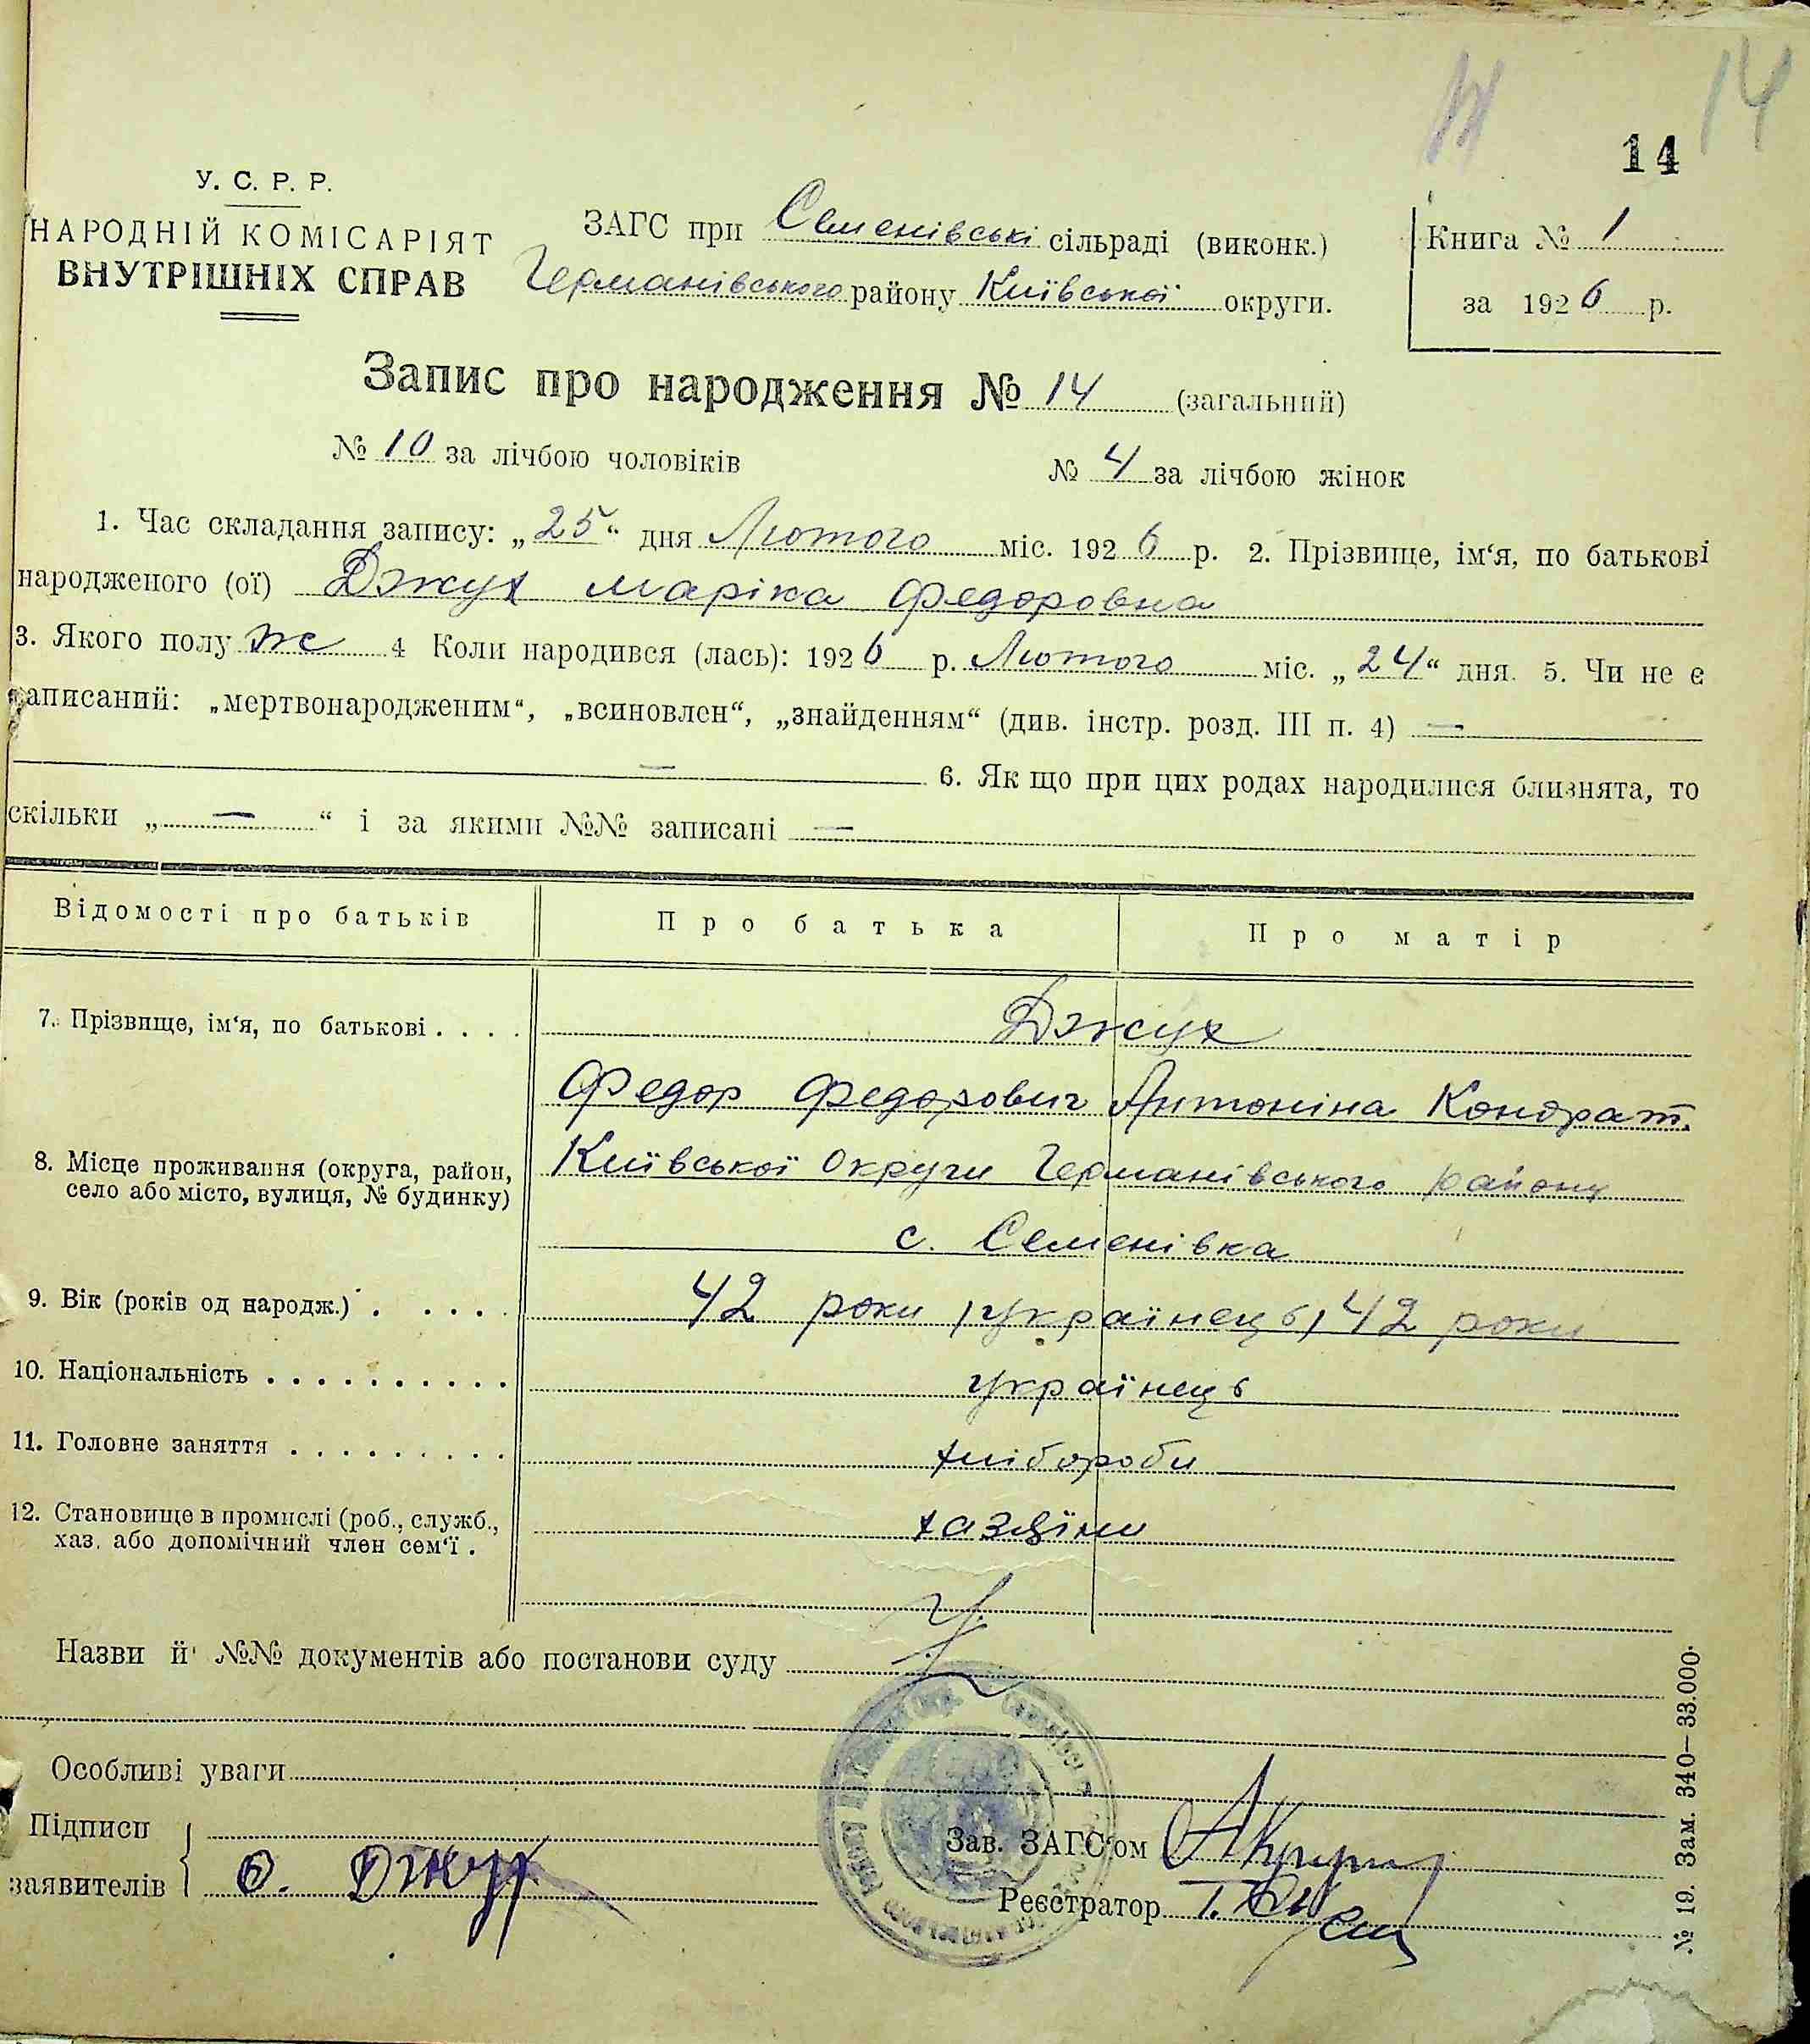 14
14
У. С. Р. Р.
НАРОДНІЙ КОМІСАРІЯТ
ВНУТРІШНІХ СПРАВ
ЗАГС при Семенівські сільраді (виконк.)
Германівського району Київської округи.
Книга № 1
за 1926 р.
Запис про народження № 14 (загальний)
№ 10 за лічбою чоловіків № 4 за лічбою жінок
1. Час складання запису: „25“ дня Лютого міс. 1926 р. 2. Прізвище, ім‘я, по батькові
народженого (ої) Джух Маріка Федоровна
3. Якого полу ж 4 Коли народився (лась): 1926 р. Лютого міс. „24“ дня. 5. Чи не є
записаний: „мертвонародженим“, „всиновлен“, „знайденням“ (див. інстр. розд. III п. 4) —
— 6. Як що при цих родах народилися близнята, то
скільки „ — “ і за якими №№ записані —
Відомості про батьків Про батька Про матір
7. Прізвище, ім‘я, по батькові . . . . Джух
Федор Федорович Антоніна Кондрат.
8. Місце проживання (округа, район, село або місто, вулиця, № будинку) Київської Округи Германівського району
с. Семенівка
9. Вік (років од народж.) . . . . . 42 роки /українець/ 42 роки
10. Національність . . . . . . . . . . українець
11. Головне заняття . . . . . . . . . хлібороби
12. Становище в промислі (роб., служб., хазяїни
хаз. або допомічний член сем‘ї .
Назви й №№ документів або постанови суду
Особливі уваги
Підписи
заявителів Ф. Джух
Зав. ЗАГС‘ом
Реєстратор
№ 19. Зам. 340—33.000.